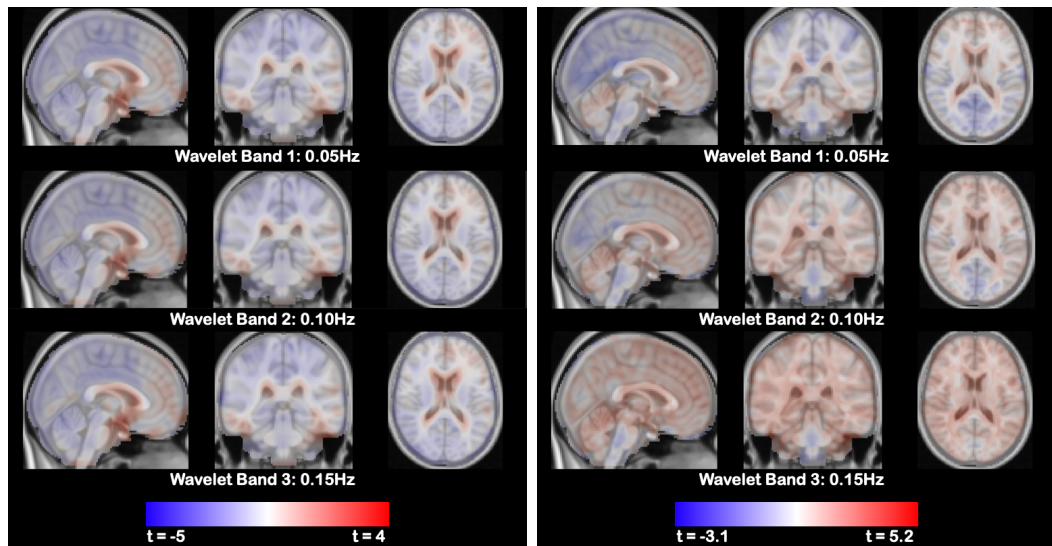 Wavelet Band 1: 0.05Hz
Wavelet Band 2: 0.10Hz
Wavelet Band 3: 0.15Hz
t = -5 t = 4
Wavelet Band 1: 0.05Hz
Wavelet Band 2: 0.10Hz
Wavelet Band 3: 0.15Hz
t = -3.1 t = 5.2